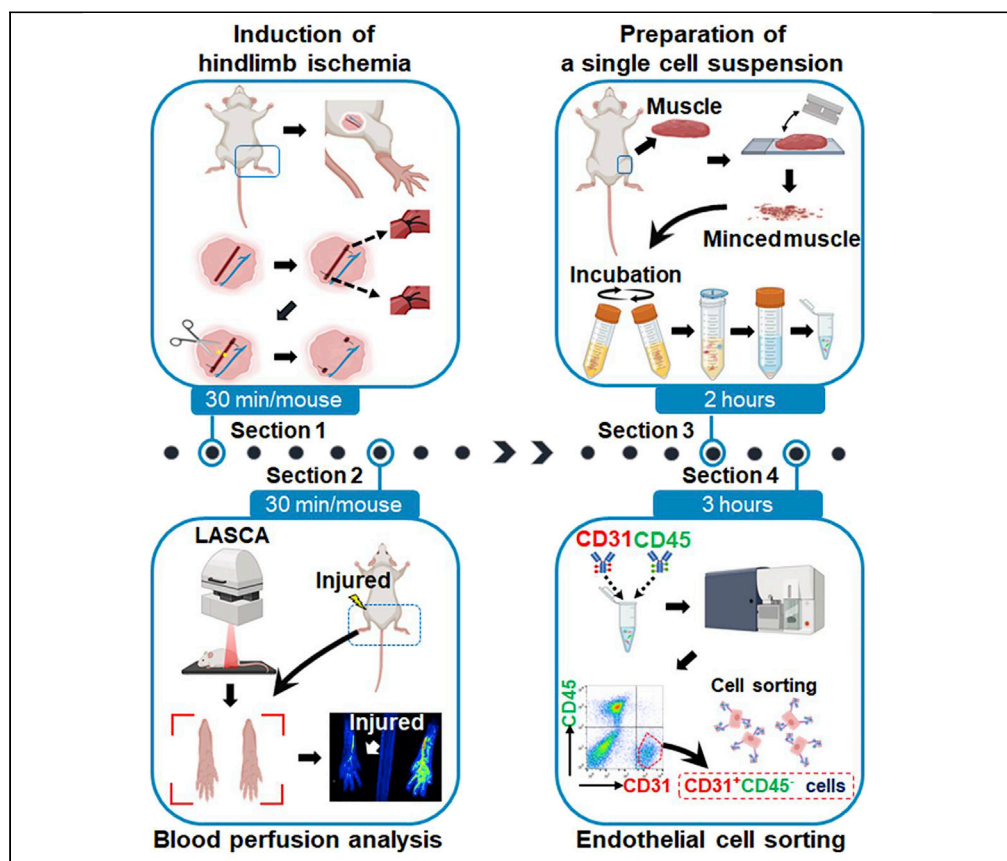 Induction of
hindlimb ischemia
30 min/mouse
Section 1
Preparation of
a single cell suspension
Muscle
Minced muscle
Incubation
2 hours
Section 3
Section 2
30 min/mouse
LASCA
Injured
Injured
Blood perfusion analysis
Section 4
3 hours
CD31 CD45
CD45
CD31
Cell sorting
CD31⁺CD45⁻ cells
Endothelial cell sorting